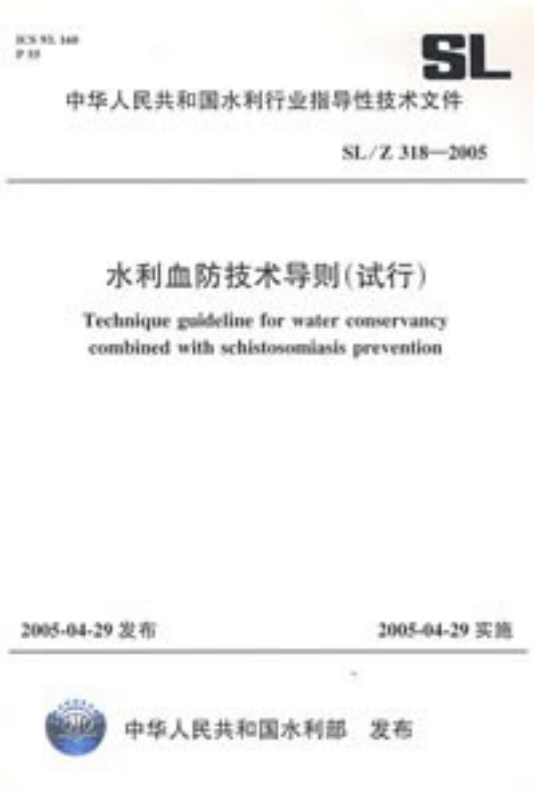 ICS 93. 160
P 55
SL
中华人民共和国水利行业指导性技术文件
SL/Z 318—2005
水利血防技术导则(试行)
Technique guideline for water conservancy
combined with schistosomiasis prevention
2005-04-29 发布
2005-04-29 实施
中华人民共和国水利部 发布